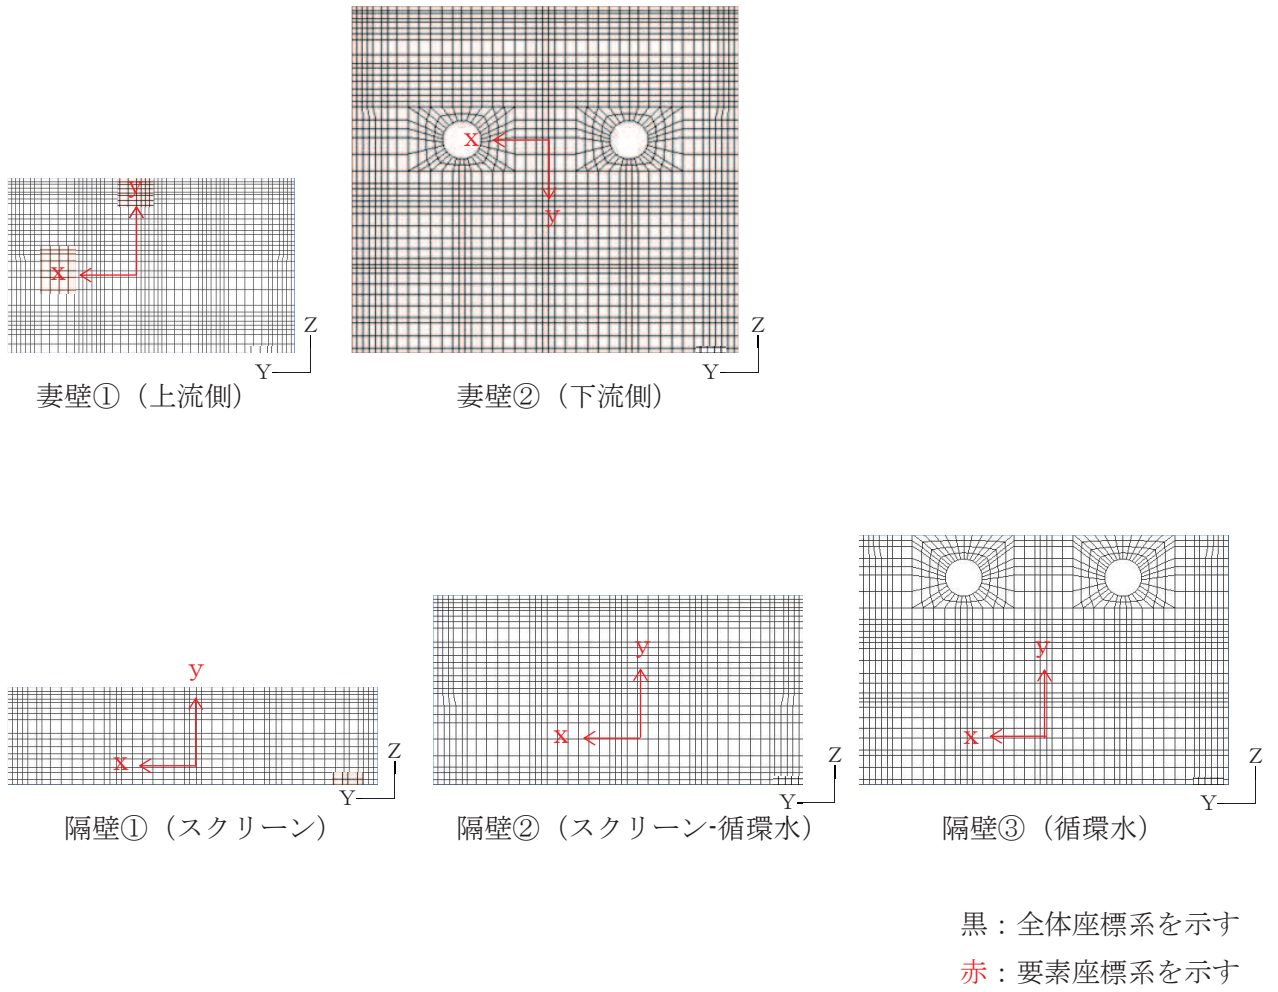 x
y
y
x
Z
Y
Z
Y
妻壁①（上流側）
妻壁②（下流側）
y
x
Z
Y
y
x
Z
Y
y
x
Z
Y
隔壁①（スクリーン）
隔壁②（スクリーン-循環水）
隔壁③（循環水）
黒：全体座標系を示す
赤：要素座標系を示す